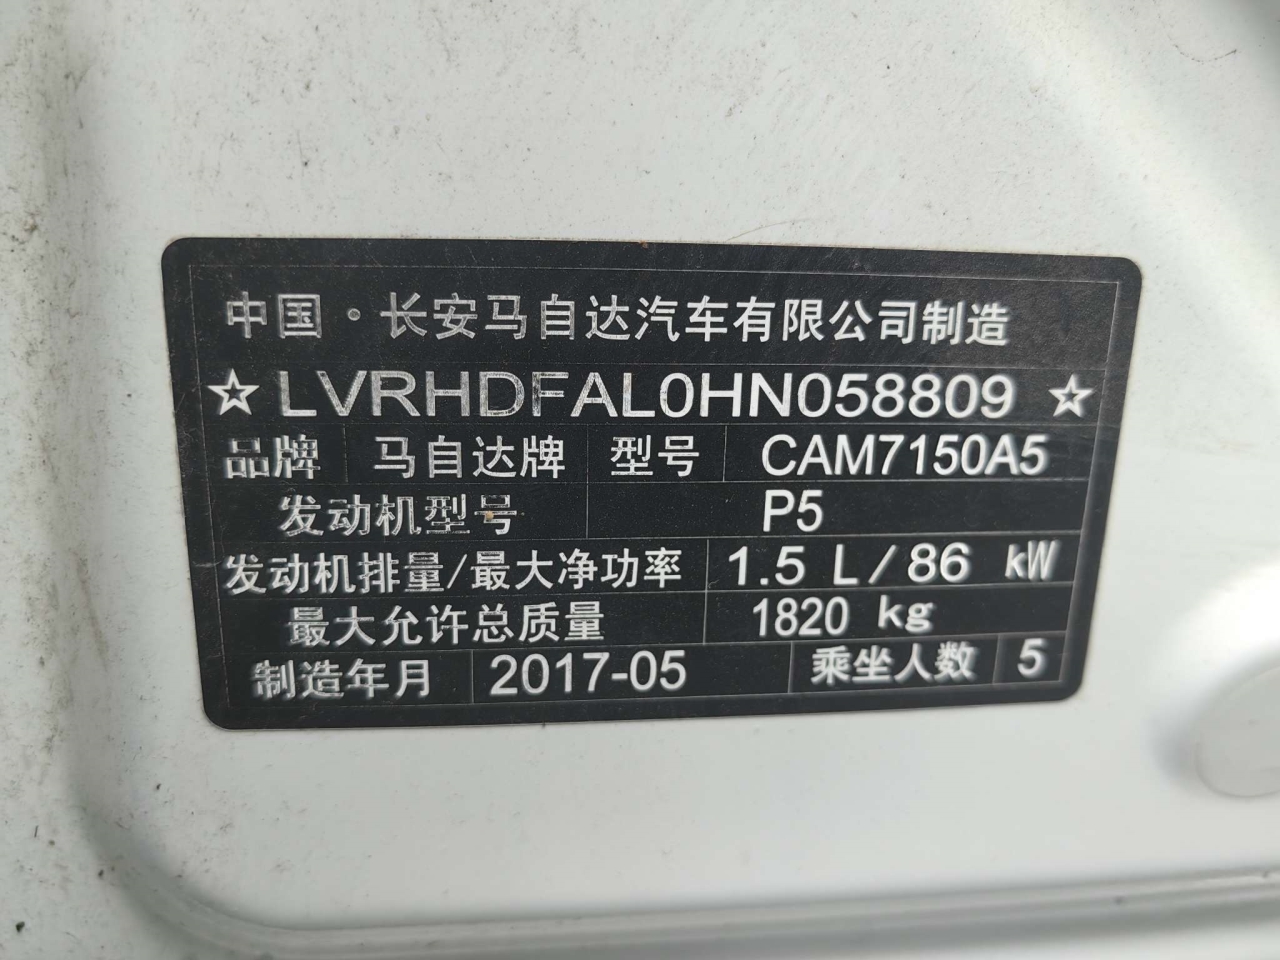 中国·长安马自达汽车有限公司制造
☆LVRHDFAL0HN058809☆
品牌 马自达牌 型号 CAM7150A5
发动机型号 P5
发动机排量/最大净功率 1.5 L/86 kW
最大允许总质量 1820 kg
制造年月 2017-05 乘坐人数 5